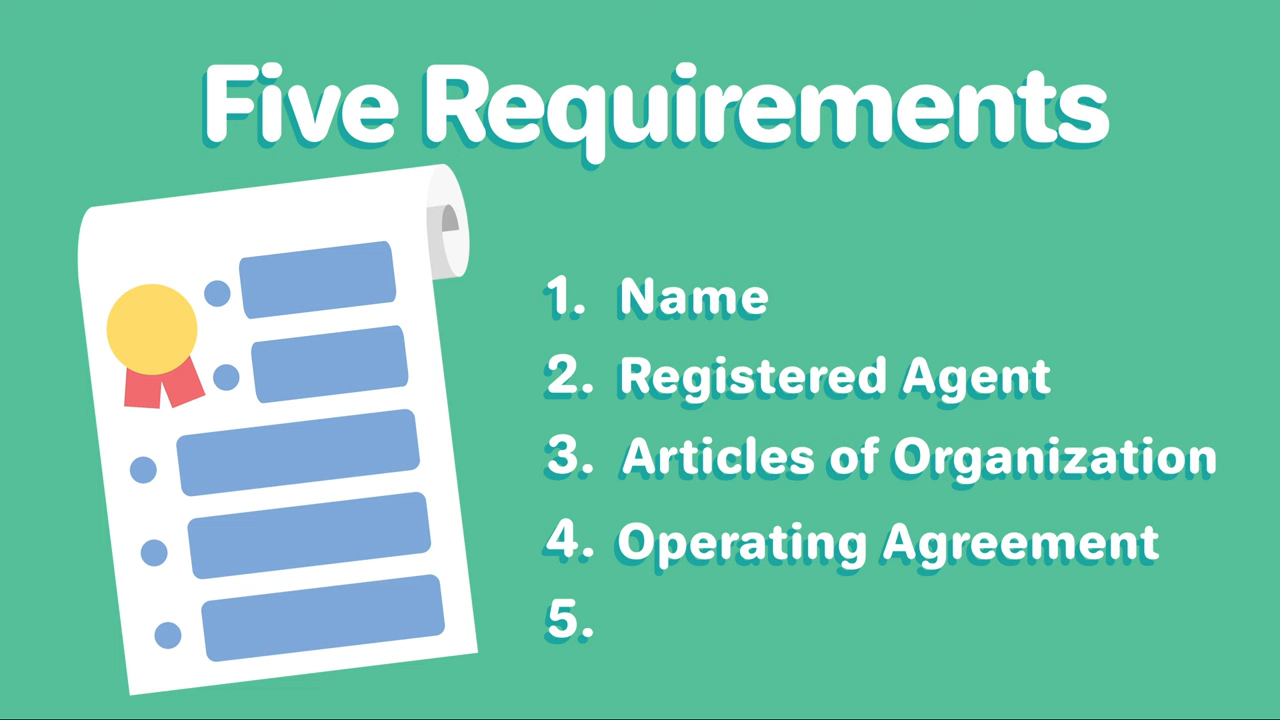 Five Requirements
1. Name
2. Registered Agent
3. Articles of Organization
4. Operating Agreement
5.